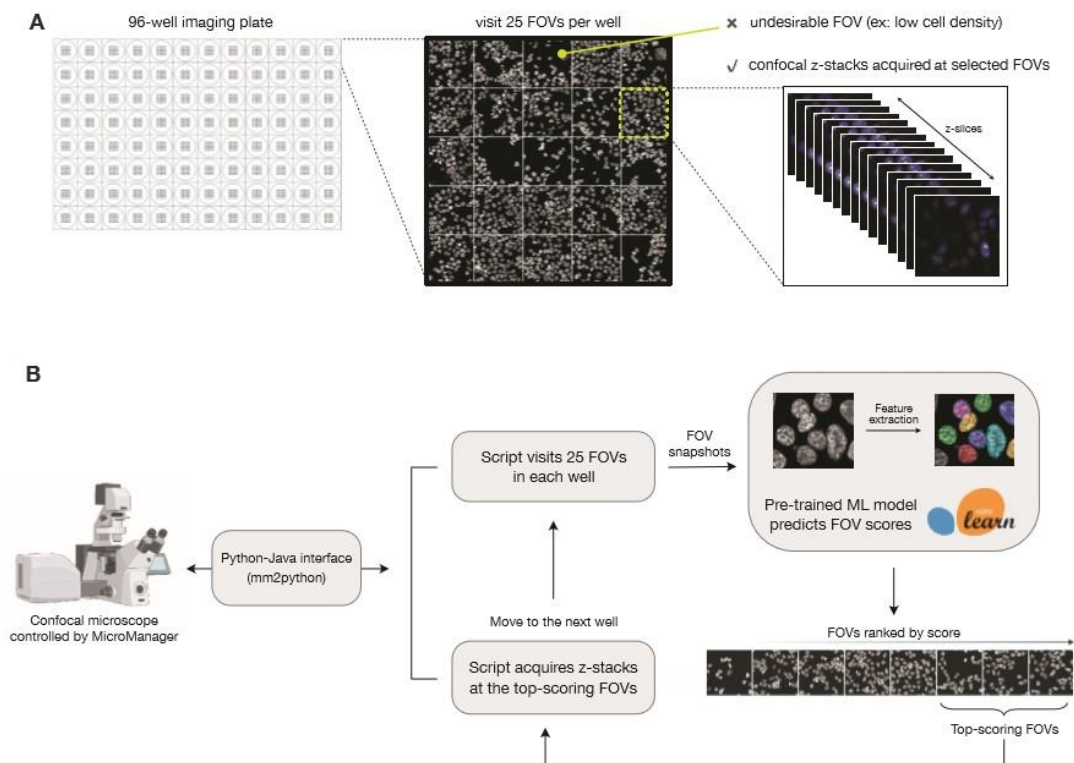 A
96-well imaging plate
visit 25 FOVs per well
undesirable FOV (ex: low cell density)
confocal z-stacks acquired at selected FOVs
z-slices
B
Script visits 25 FOVs
in each well
FOV
snapshots
Feature
extraction
Pre-trained ML model
predicts FOV scores
learn
Python-Java interface
(mm2python)
Confocal microscope
controlled by MicroManager
Move to the next well
Script acquires z-stacks
at the top-scoring FOVs
FOVs ranked by score
Top-scoring FOVs